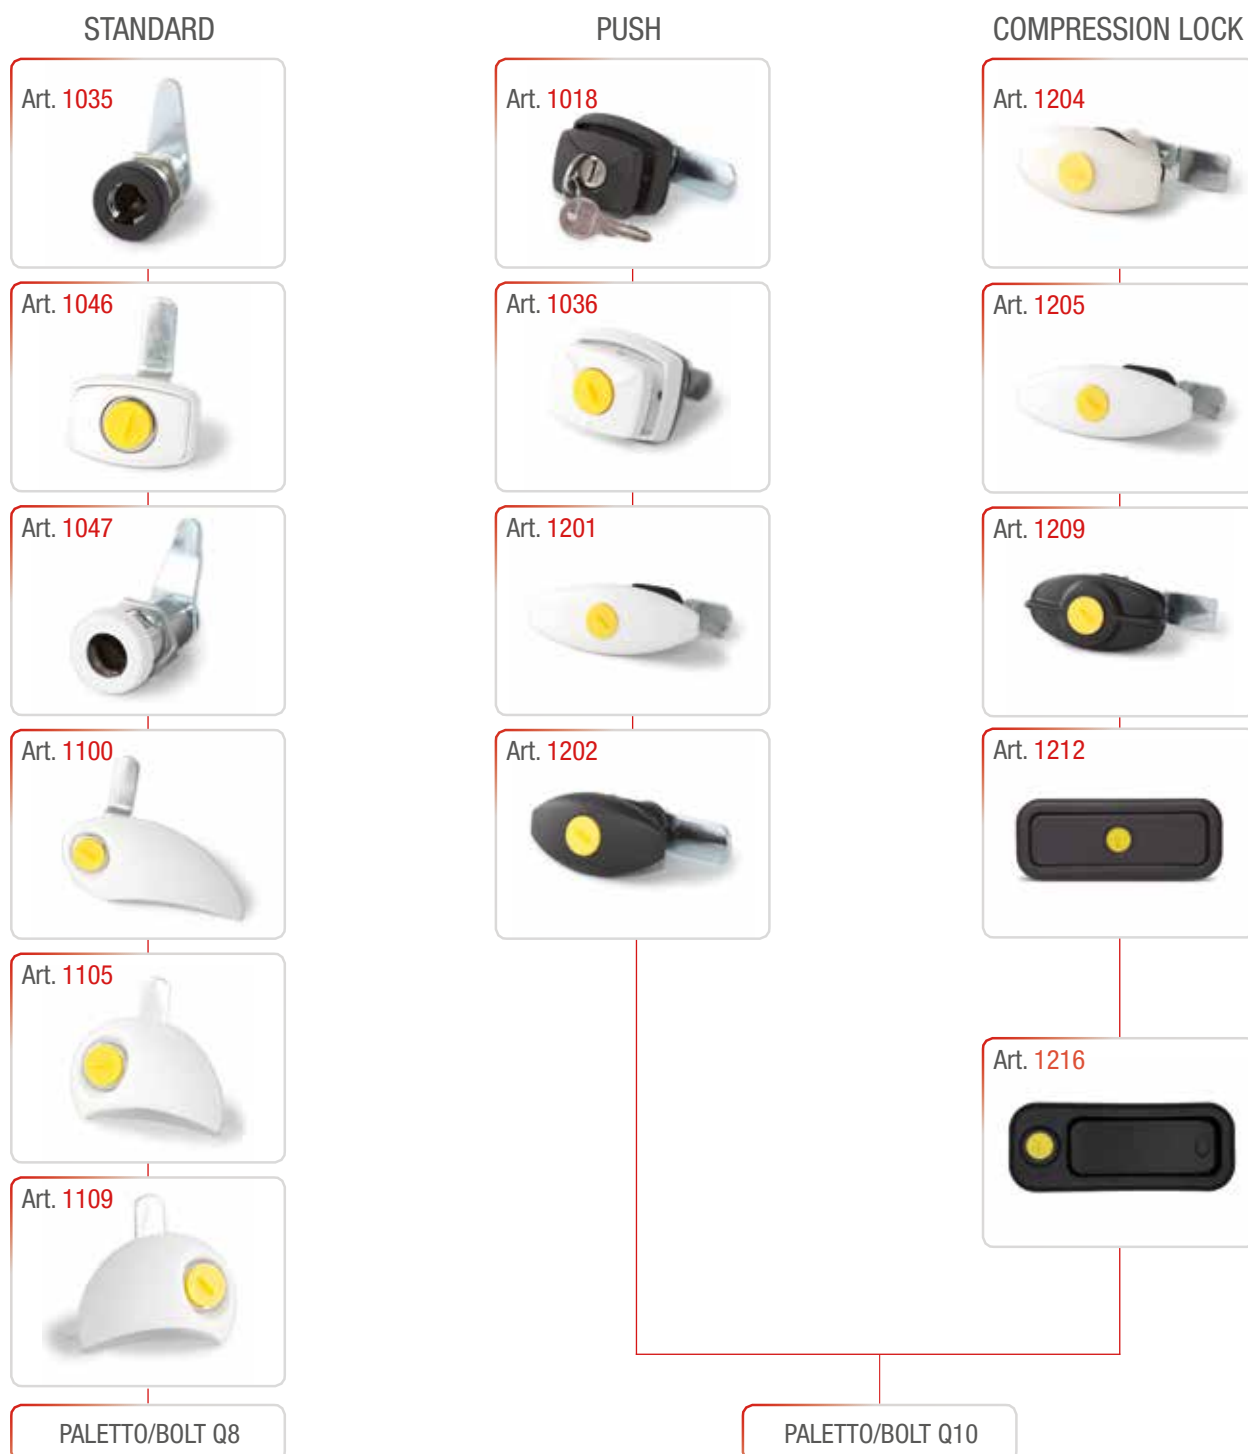 STANDARD
Art. 1035
Art. 1046
Art. 1047
Art. 1100
Art. 1105
Art. 1109
PALETTO/BOLT Q8
PUSH
Art. 1018
Art. 1036
Art. 1201
Art. 1202
COMPRESSION LOCK
Art. 1204
Art. 1205
Art. 1209
Art. 1212
Art. 1216
PALETTO/BOLT Q10